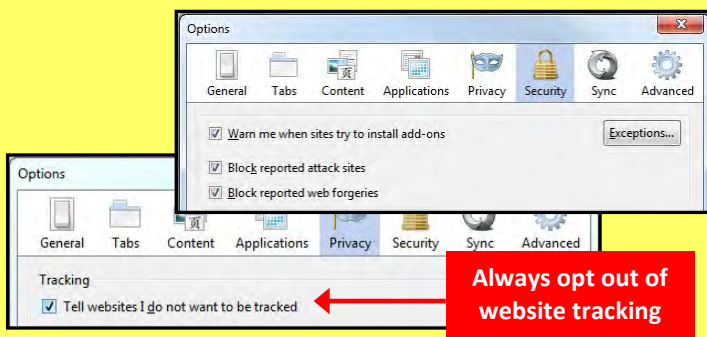 Options
General Tabs Content Applications Privacy Security Sync Advanced
页
Warn me when sites try to install add-ons Exceptions...
Block reported attack sites
Block reported web forgeries
Options
页
General Tabs Content Applications Privacy Security Sync Advanced
Tracking
Tell websites I do not want to be tracked
Always opt out of
website tracking